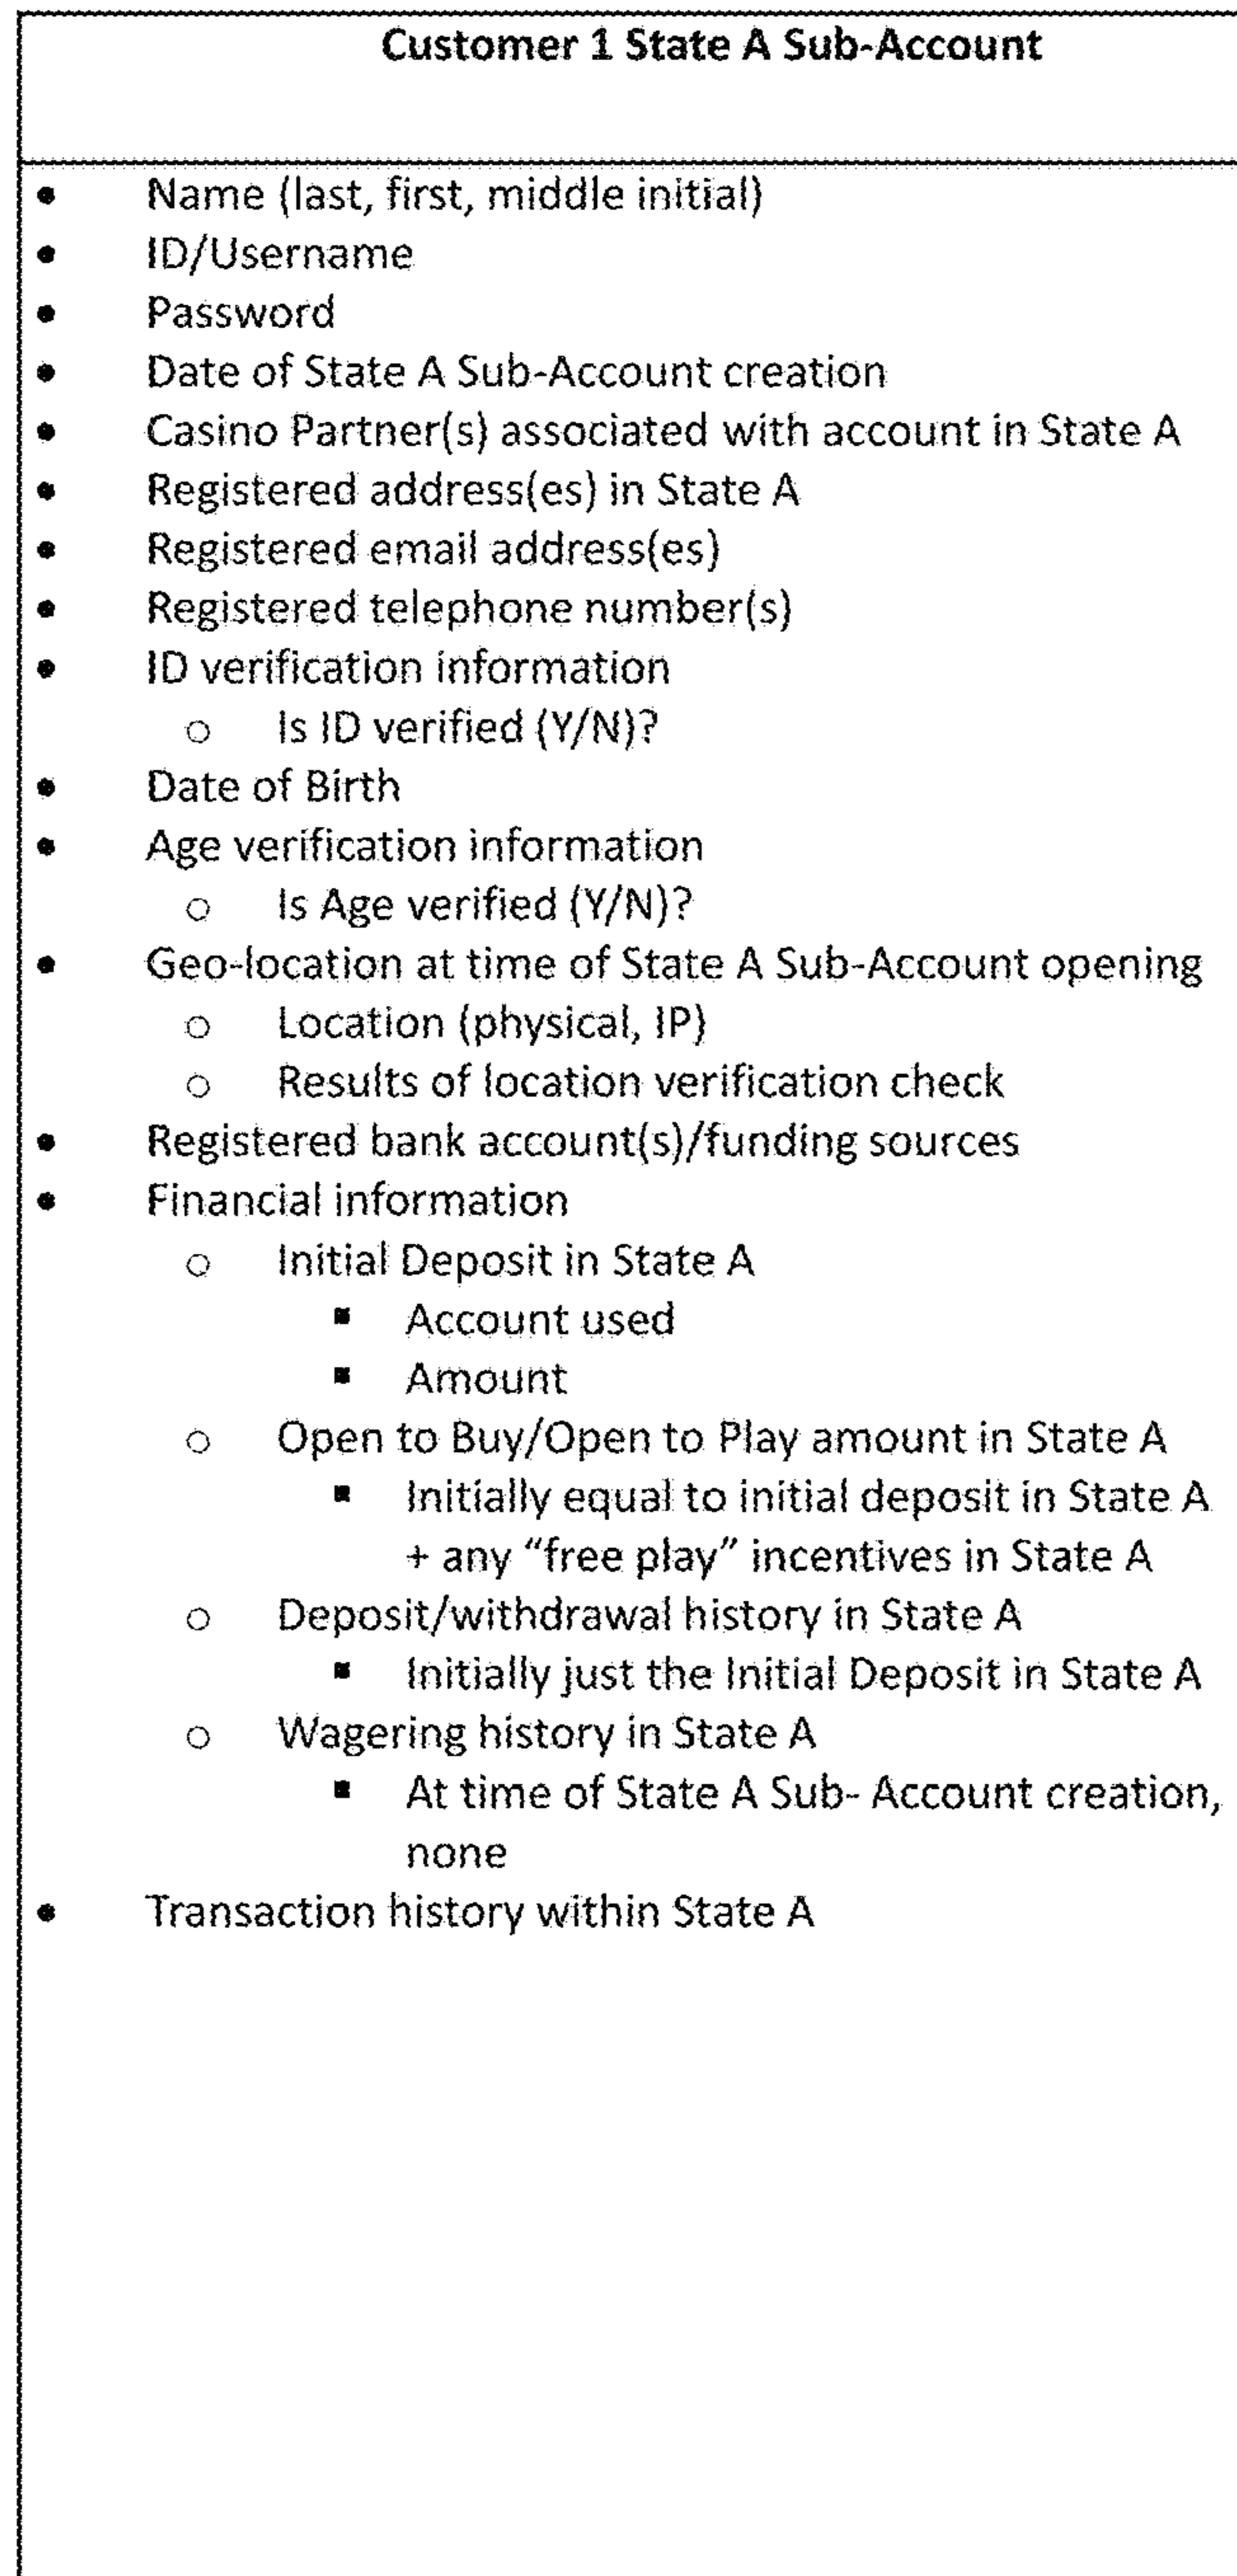 Customer 1 State A Sub-Account
• Name (last, first, middle initial)
• ID/Username
• Password
• Date of State A Sub-Account creation
• Casino Partner(s) associated with account in State A
• Registered address(es) in State A
• Registered email address(es)
• Registered telephone number(s)
• ID verification information
o Is ID verified (Y/N)?
• Date of Birth
• Age verification information
o Is Age verified (Y/N)?
• Geo-location at time of State A Sub-Account opening
o Location (physical, IP)
o Results of location verification check
• Registered bank account(s)/funding sources
• Financial information
o Initial Deposit in State A
▪ Account used
▪ Amount
o Open to Buy/Open to Play amount in State A
▪ Initially equal to initial deposit in State A
+ any “free play” incentives in State A
o Deposit/withdrawal history in State A
▪ Initially just the Initial Deposit in State A
o Wagering history in State A
▪ At time of State A Sub- Account creation,
none
• Transaction history within State A